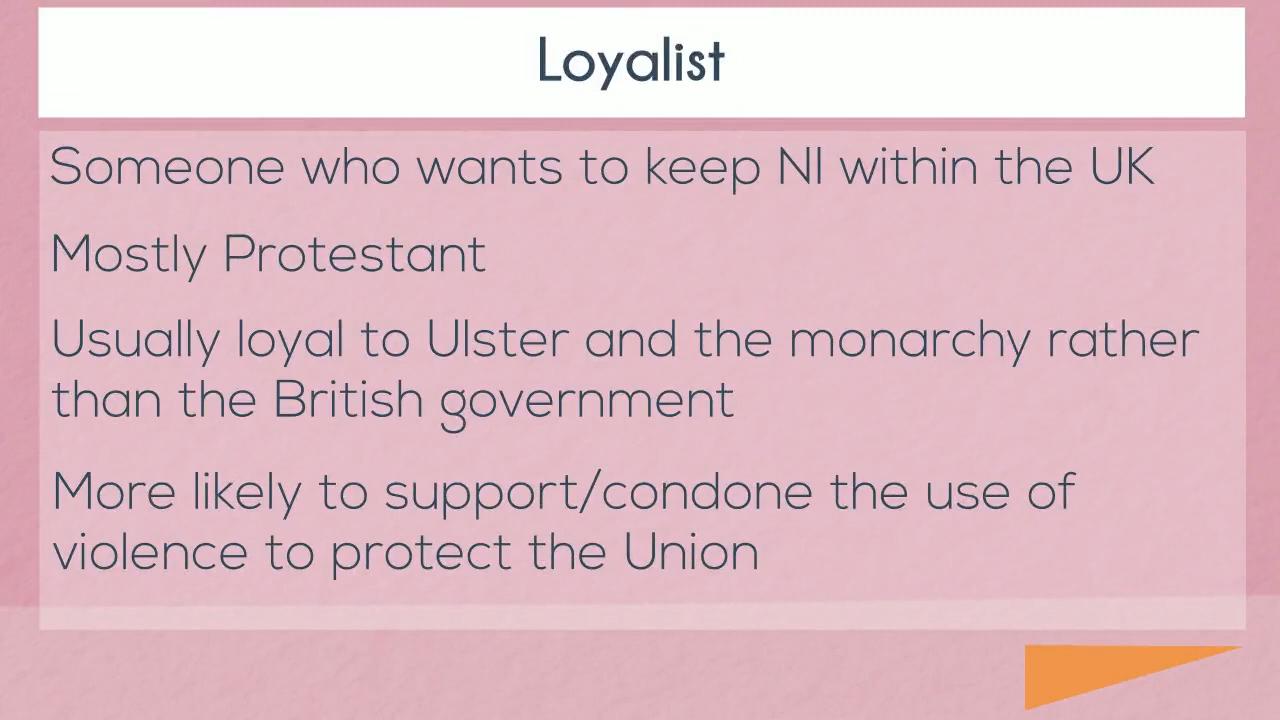 Loyalist
Someone who wants to keep NI within the UK
Mostly Protestant
Usually loyal to Ulster and the monarchy rather
than the British government
More likely to support/condone the use of
violence to protect the Union